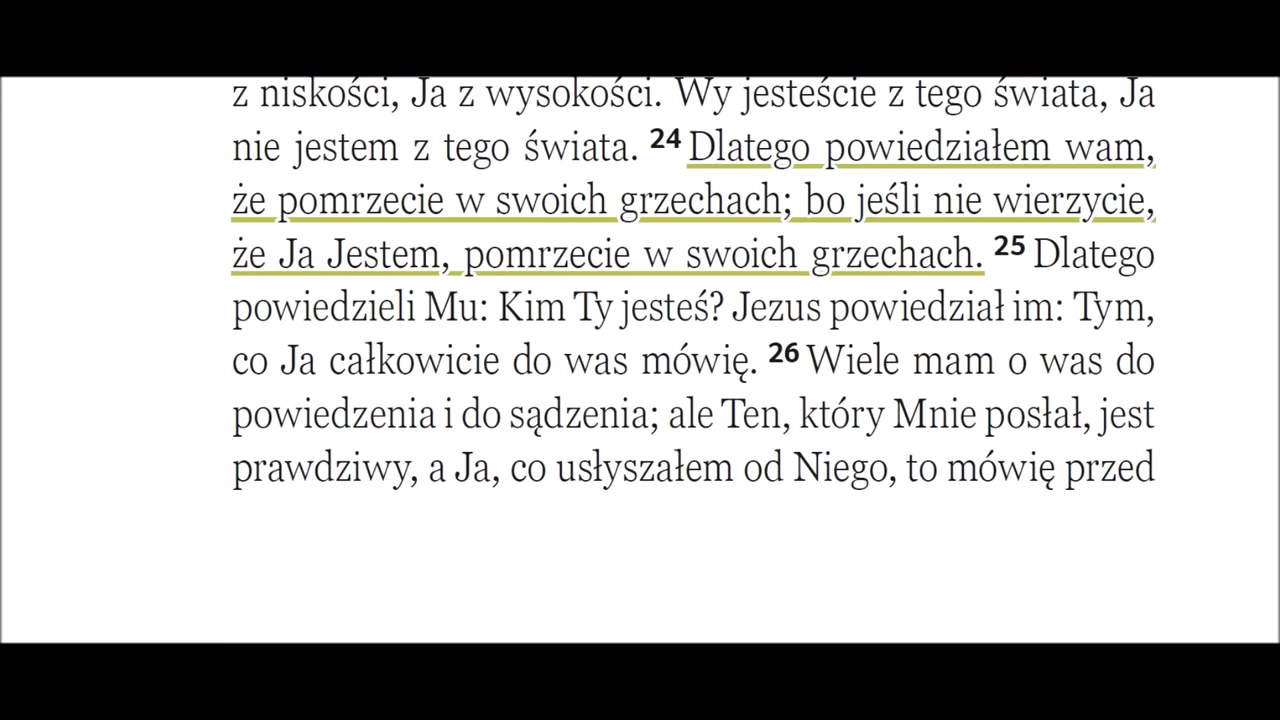 z niskości, Ja z wysokości. Wy jesteście z tego świata, Ja
nie jestem z tego świata. 24 Dlatego powiedziałem wam,
że pomrzecie w swoich grzechach; bo jeśli nie wierzycie,
że Ja Jestem, pomrzecie w swoich grzechach. 25 Dlatego
powiedzieli Mu: Kim Ty jesteś? Jezus powiedział im: Tym,
co Ja całkowicie do was mówię. 26 Wiele mam o was do
powiedzenia i do sądzenia; ale Ten, który Mnie posłał, jest
prawdziwy, a Ja, co usłyszałem od Niego, to mówię przed